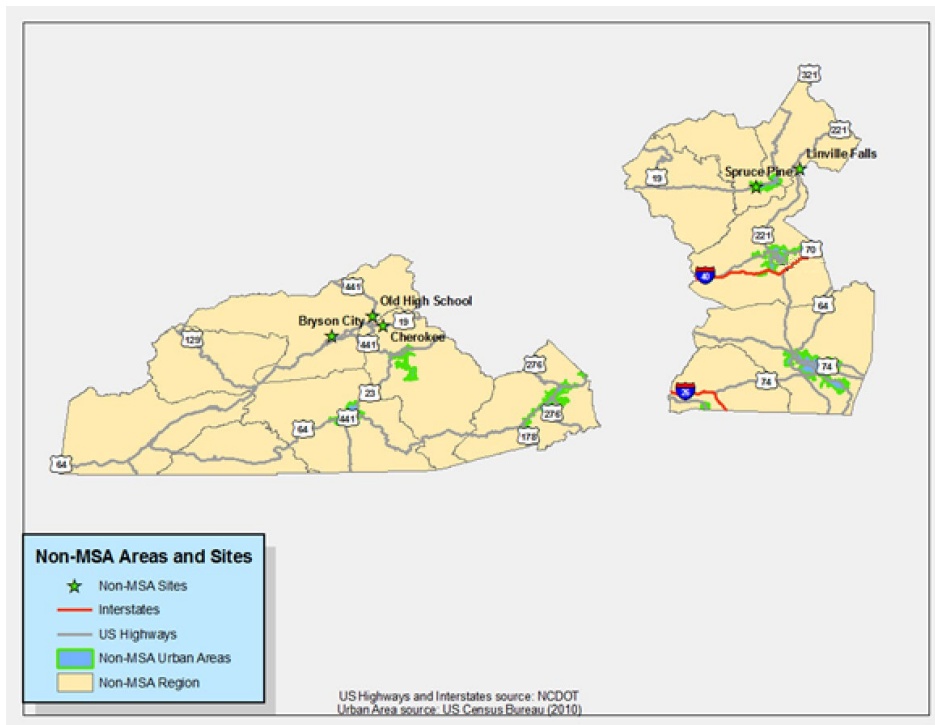 321
221
Linville Falls
Spruce Pine
19
221
70
40
441
Old High School
64
Bryson City
19
129
441
Cherokee
276
74
74
23
26
276
441
64
178
64
Non-MSA Areas and Sites
Non-MSA Sites
Interstates
US Highways
Non-MSA Urban Areas
Non-MSA Region
US Highways and Interstates source: NCDOT
Urban Area source: US Census Bureau (2010)